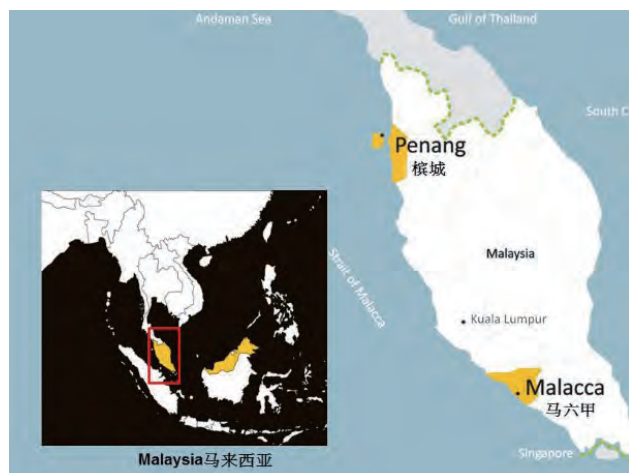 Andaman Sea
Gulf of Thailand
South C
Penang
槟城
Malaysia
Strait of Malacca
Kuala Lumpur
Malacca
马六甲
Singapore
Malaysia马来西亚